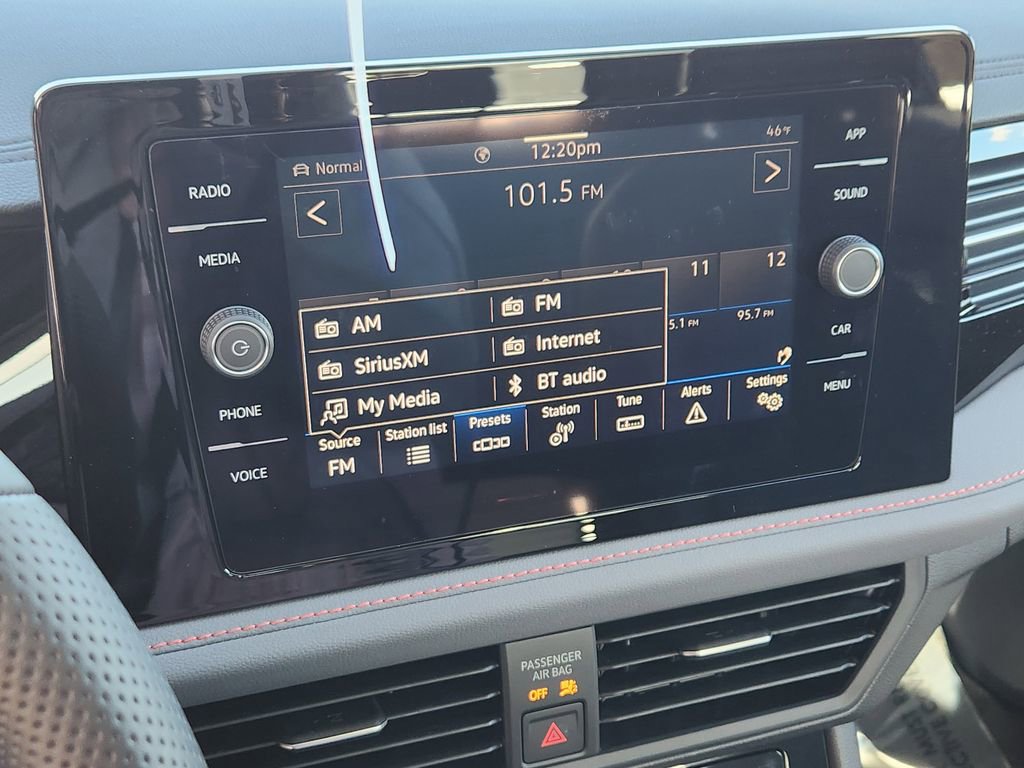 RADIO
MEDIA
PHONE
VOICE
Normal
12:20pm
46°F
101.5 FM
<
>
11
12
5.1 FM
95.7 FM
AM
FM
SiriusXM
Internet
My Media
BT audio
Source
FM
Station list
Presets
Station
Tune
Alerts
Settings
APP
SOUND
CAR
MENU
PASSENGER
AIR BAG
OFF